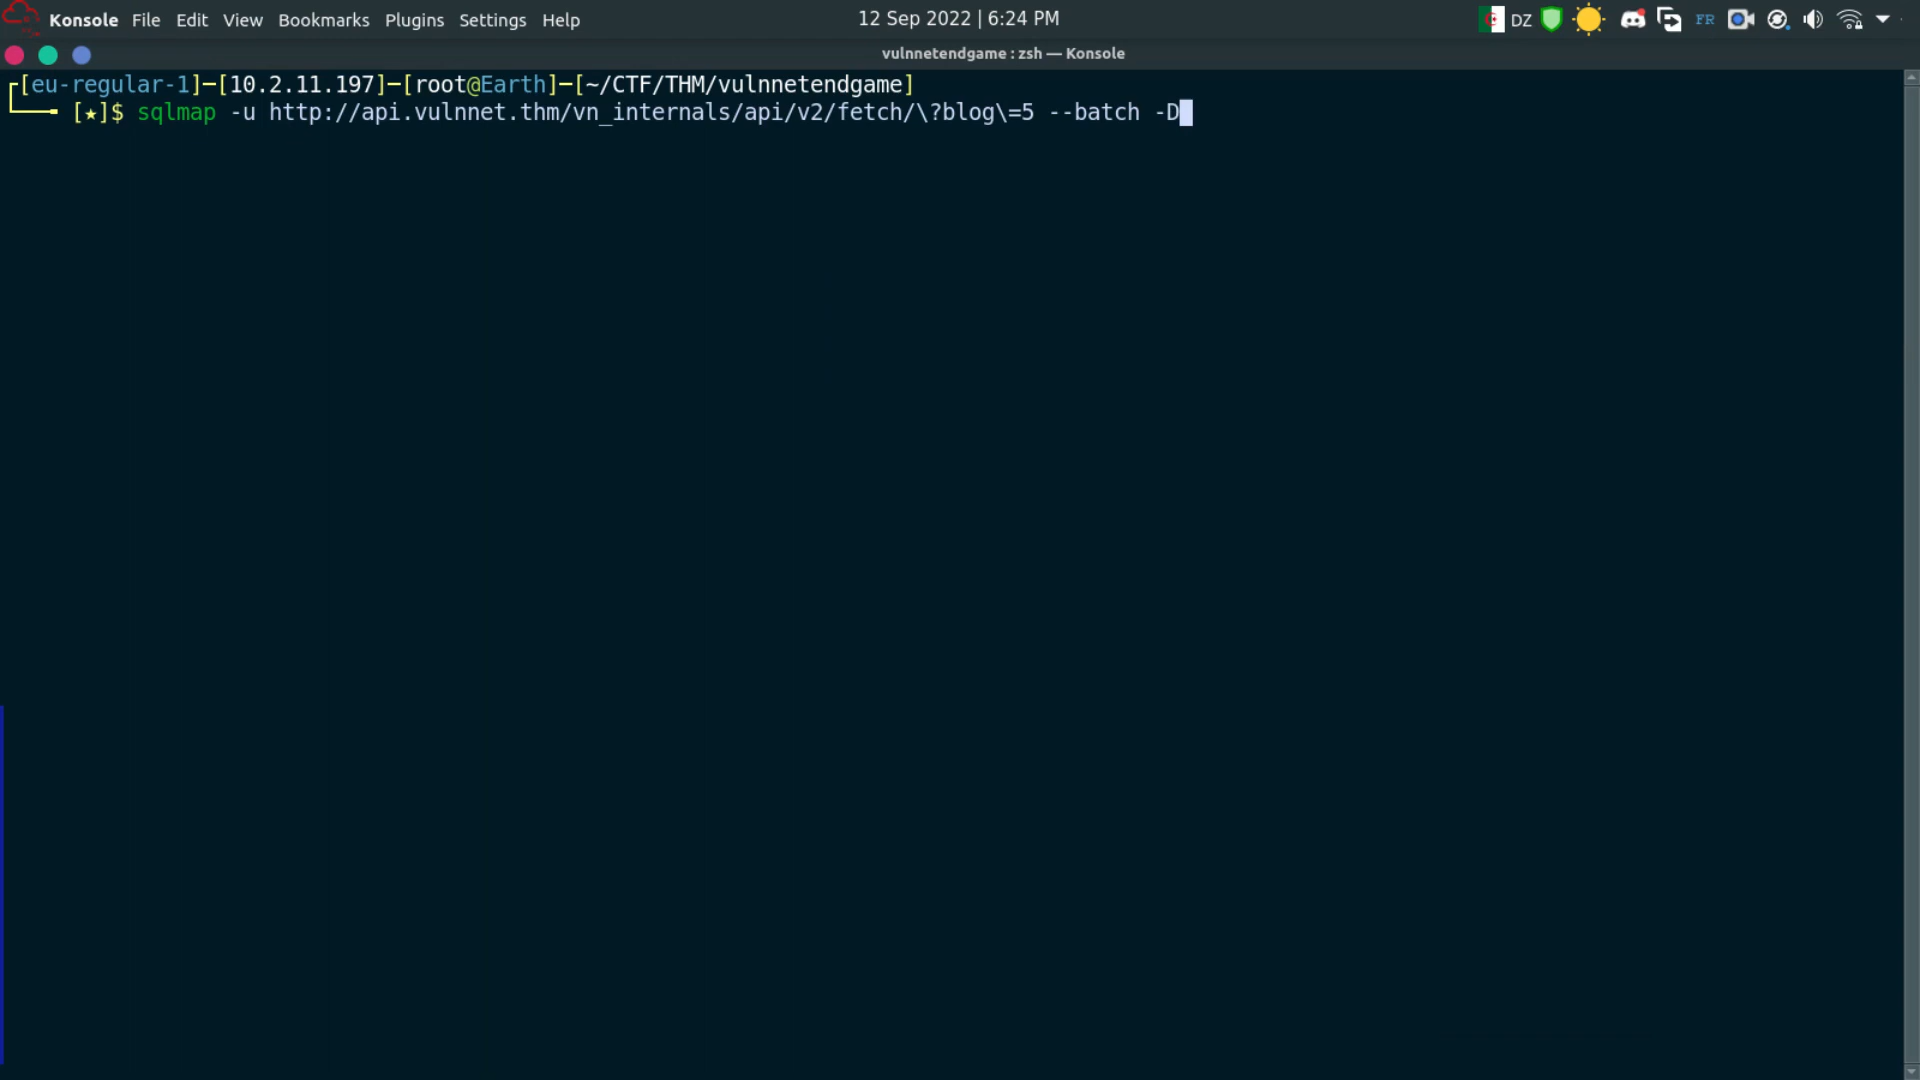 Konsole File Edit View Bookmarks Plugins Settings Help 12 Sep 2022 | 6:24 PM DZ FR
vulnnetendgame : zsh — Konsole
[eu-regular-1]─[10.2.11.197]─[root@Earth]─[~/CTF/THM/vulnnetendgame]
[★]$ sqlmap -u http://api.vulnnet.thm/vn_internals/api/v2/fetch/\?blog\=5 --batch -D